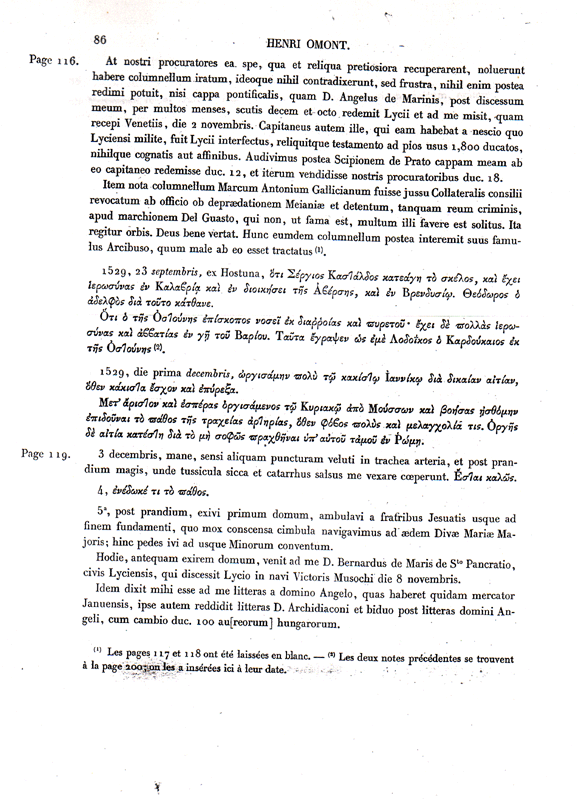 86
HENRI OMONT.
Page 116.
At nostri procuratores ea. spe, qua et reliqua pretiosiora recuperarent, noluerunt
habere columnellum iratum, ideoque nihil contradixerunt, sed frustra, nihil enim postea
redimi potuit, nisi cappa pontificalis, quam D. Angelus de Marinis, post discessum
meum, per multos menses, scutis decem et octo redemit Lycii et ad me misit, quam
recepi Venetiis, die 2 novembris. Capitaneus autem ille, qui eam habebat a nescio quo
Lyciensi milite, fuit Lycii interfectus, reliquitque testamento ad pios usus 1,800 ducatos,
nihilque cognatis aut affinibus. Audivimus postea Scipionem de Prato cappam meam ab
eo capitaneo redemisse duc. 12, et iterum vendidisse nostris procuratoribus duc. 18.
Item nota columnellum Marcum Antonium Gallicianum fuisse jussu Collateralis consilii
revocatum ab officio ob deprædationem Meianiæ et detentum, tanquam reum criminis,
apud marchionem Del Guasto, qui non, ut fama est, multum illi favere est solitus. Ita
regitur orbis. Deus bene vertat. Hunc eumdem columnellum postea interemit suus famu-
lus Arcibuso, quum male ab eo esset tractatus (1).
1529, 23 septembris, ex Hostuna, ὅτι Σέργιος Κασιάλδος κατεάγη τὸ σκέλος, καὶ ἔχει
ἱερωσύνας ἐν Καλαβρίᾳ καὶ ἐν διοικήσει τῆς Ἀβέρσης, καὶ ἐν Βρενδυσίῳ. Θεόδωρος ὁ
ἀδελφὸς διὰ τοῦτο κάτθανε.
Ὅτι ὁ τῆς Ὀστούνης ἐπίσκοπος νοσεῖ ἐκ διαρροίας καὶ πυρετοῦ· ἔχει δὲ πολλὰς ἱερω-
σύνας καὶ ἀββατίας ἐν γῇ τοῦ Βαρίου. Ταῦτα ἔγραψεν ὡς ἐμὲ Λοδοῖκος ὁ Καρδούκαιος ἐκ
τῆς Ὀστούνης (2).
1529, die prima decembris, ὠργισάμην πολὺ τῷ κακίστῳ Ἰαννίκῳ διὰ δικαίαν αἰτίαν,
ὅθεν κάκιστα ἔσχον καὶ ἐπύρεξα.
Μετ' ἄριστον καὶ ἑσπέρας ὀργισάμενος τῷ Κυριακῷ ἀπὸ Μούσσων καὶ βοήσας ᾐσθόμην
ἐπιδοῦναι τὸ πάθος τῆς τραχείας ἀρτηρίας, ὅθεν φόβος πολὺς καὶ μελαγχολία τις. Ὀργῆς
δὲ αἰτία κατέστη διὰ τὸ μὴ σοφῶς πραχθῆναι ὑπ' αὐτοῦ τἀμοῦ ἐν Ῥώμῃ.
Page 119.
3 decembris, mane, sensi aliquam puncturam veluti in trachea arteria, et post pran-
dium magis, unde tussicula sicca et catarrhus salsus me vexare cœperunt. Ἔσται καλῶς.
4, ἐνέδωκέ τι τὸ πάθος.
5ª, post prandium, exivi primum domum, ambulavi a fratribus Jesuatis usque ad
finem fundamenti, quo mox conscensa cimbula navigavimus ad ædem Divæ Mariæ Ma-
joris; hinc pedes ivi ad usque Minorum conventum.
Hodie, antequam exirem domum, venit ad me D. Bernardus de Maris de Sto Pancratio,
civis Lyciensis, qui discessit Lycio in navi Victoris Musochi die 8 novembris.
Idem dixit mihi esse ad me litteras a domino Angelo, quas haberet quidam mercator
Januensis, ipse autem reddidit litteras D. Archidiaconi et biduo post litteras domini An-
geli, cum cambio duc. 100 au[reorum] hungarorum.
(1) Les pages 117 et 118 ont été laissées en blanc. — (2) Les deux notes précédentes se trouvent
à la page 200; on les a insérées ici à leur date.